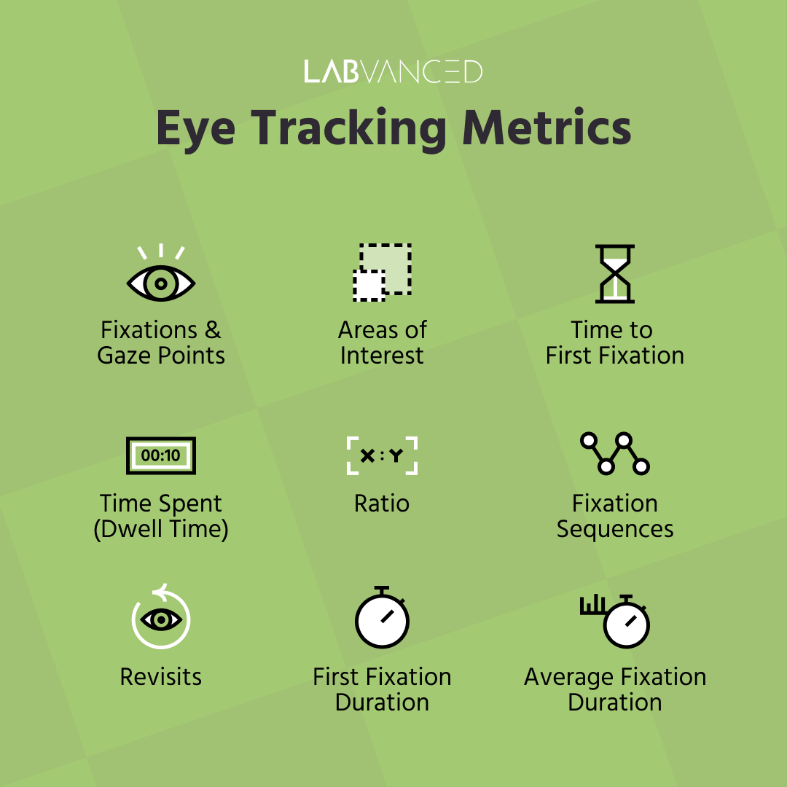 LABVANCED
Eye Tracking Metrics
Fixations &
Gaze Points
Areas of
Interest
Time to
First Fixation
00:10
Time Spent
(Dwell Time)
X:Y
Ratio
Fixation
Sequences
Revisits
First Fixation
Duration
Average Fixation
Duration